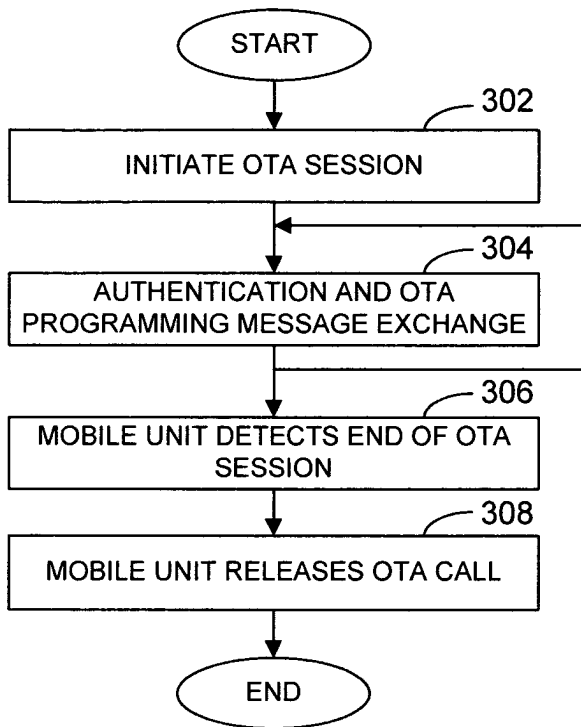 START
302
INITIATE OTA SESSION
304
AUTHENTICATION AND OTA
PROGRAMMING MESSAGE EXCHANGE
306
MOBILE UNIT DETECTS END OF OTA
SESSION
308
MOBILE UNIT RELEASES OTA CALL
END